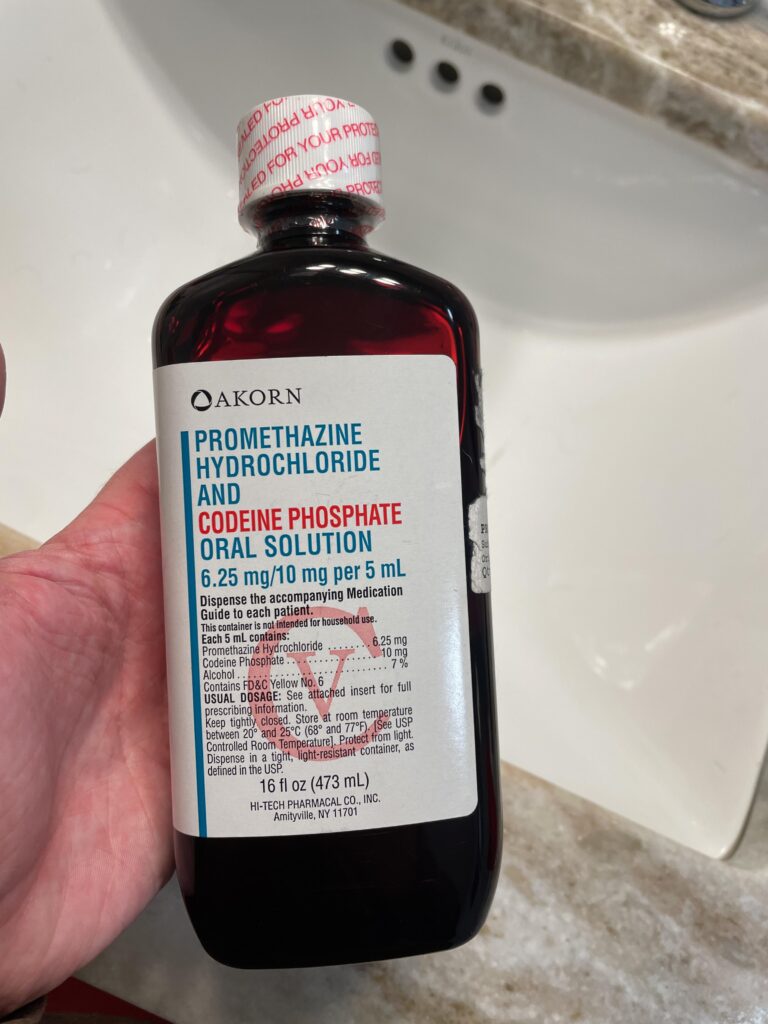 SEALED FOR YOUR PROTEC
AKORN
PROMETHAZINE
HYDROCHLORIDE
AND
CODEINE PHOSPHATE
ORAL SOLUTION
6.25 mg/10 mg per 5 mL
Dispense the accompanying Medication
Guide to each patient.
This container is not intended for household use.
Each 5 mL contains:
Promethazine Hydrochloride ....... 6.25 mg
Codeine Phosphate ................ 10 mg
Alcohol ............................ 7 %
Contains FD&C Yellow No. 6
CV
USUAL DOSAGE: See attached insert for full
prescribing information.
Keep tightly closed. Store at room temperature
between 20° and 25°C (68° and 77°F). [See USP
Controlled Room Temperature]. Protect from light.
Dispense in a tight, light-resistant container, as
defined in the USP.
16 fl oz (473 mL)
HI-TECH PHARMACAL CO., INC.
Amityville, NY 11701